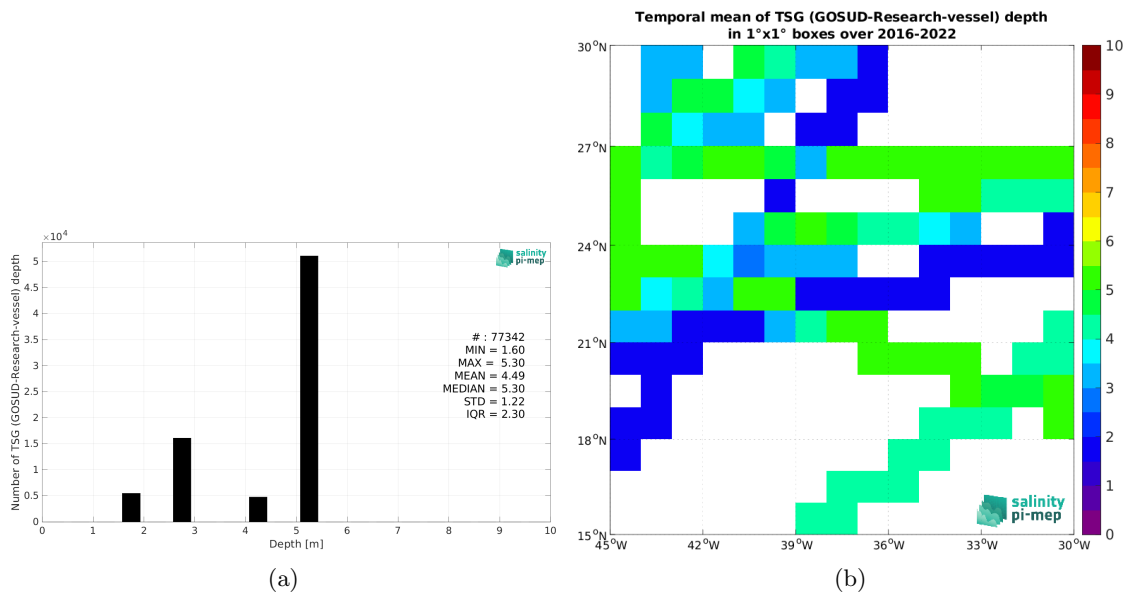 ×10⁴
5
4.5
4
3.5
3
2.5
2
1.5
1
0.5
0
Number of TSG (GOSUD-Research-vessel) depth
salinity
pi-mep
# : 77342
MIN = 1.60
MAX = 5.30
MEAN = 4.49
MEDIAN = 5.30
STD = 1.22
IQR = 2.30
0 1 2 3 4 5 6 7 8 9 10
Depth [m]
(a)
Temporal mean of TSG (GOSUD-Research-vessel) depth
in 1°x1° boxes over 2016-2022
30°N
27°N
24°N
21°N
18°N
15°N
45°W 42°W 39°W 36°W 33°W 30°W
salinity
pi-mep
10
9
8
7
6
5
4
3
2
1
0
(b)